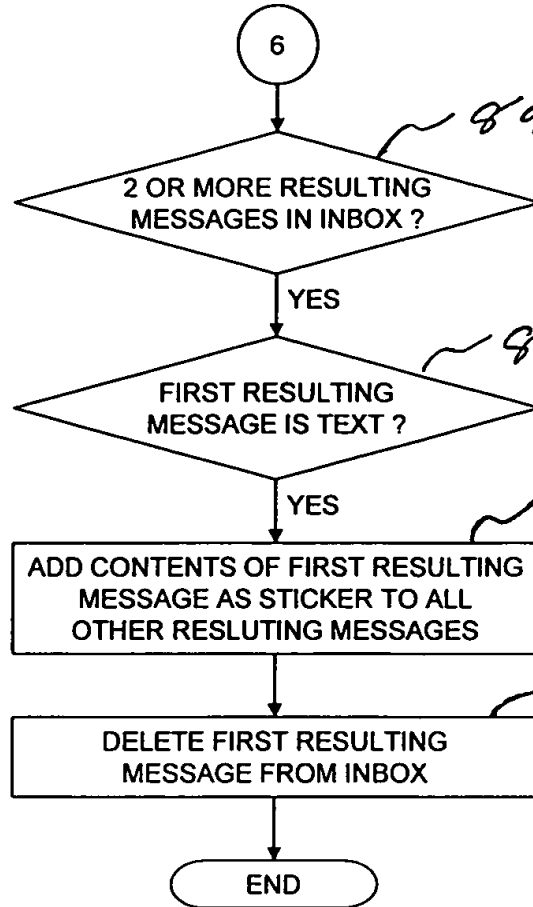 6
2 OR MORE RESULTING
MESSAGES IN INBOX ?
YES
FIRST RESULTING
MESSAGE IS TEXT ?
YES
ADD CONTENTS OF FIRST RESULTING
MESSAGE AS STICKER TO ALL
OTHER RESLUTING MESSAGES
DELETE FIRST RESULTING
MESSAGE FROM INBOX
END